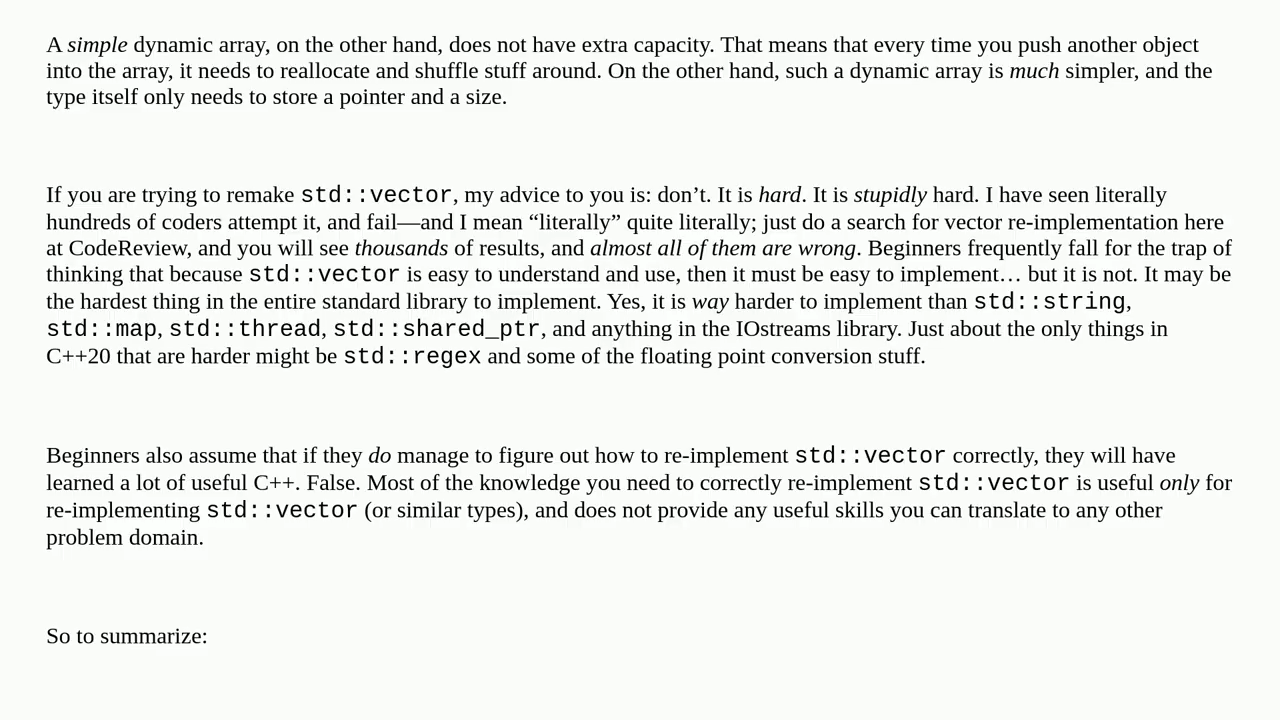 A simple dynamic array, on the other hand, does not have extra capacity. That means that every time you push another object
into the array, it needs to reallocate and shuffle stuff around. On the other hand, such a dynamic array is much simpler, and the
type itself only needs to store a pointer and a size.
If you are trying to remake std::vector, my advice to you is: don’t. It is hard. It is stupidly hard. I have seen literally
hundreds of coders attempt it, and fail—and I mean “literally” quite literally; just do a search for vector re-implementation here
at CodeReview, and you will see thousands of results, and almost all of them are wrong. Beginners frequently fall for the trap of
thinking that because std::vector is easy to understand and use, then it must be easy to implement… but it is not. It may be
the hardest thing in the entire standard library to implement. Yes, it is way harder to implement than std::string,
std::map, std::thread, std::shared_ptr, and anything in the IOstreams library. Just about the only things in
C++20 that are harder might be std::regex and some of the floating point conversion stuff.
Beginners also assume that if they do manage to figure out how to re-implement std::vector correctly, they will have
learned a lot of useful C++. False. Most of the knowledge you need to correctly re-implement std::vector is useful only for
re-implementing std::vector (or similar types), and does not provide any useful skills you can translate to any other
problem domain.
So to summarize: